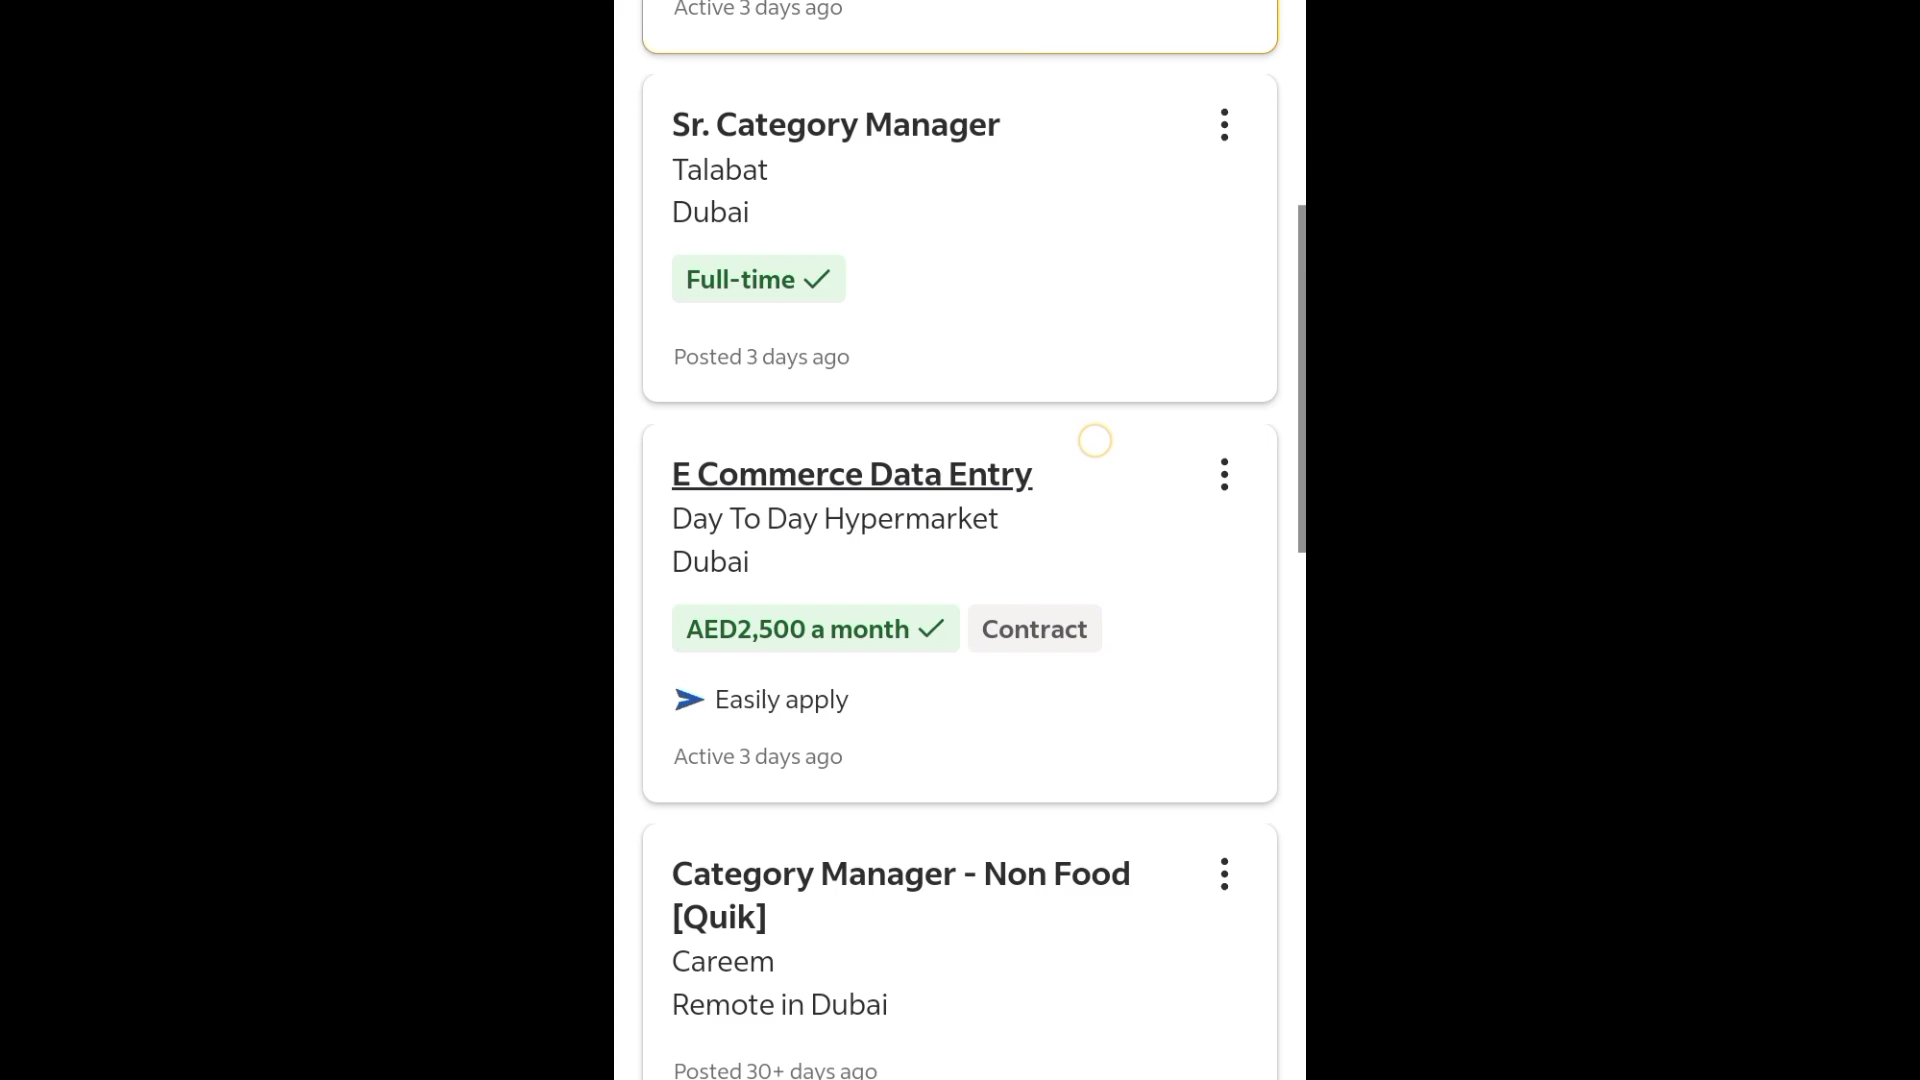 Active 3 days ago
Sr. Category Manager
Talabat
Dubai
Full-time
Posted 3 days ago
E Commerce Data Entry
Day To Day Hypermarket
Dubai
AED2,500 a month
Contract
Easily apply
Active 3 days ago
Category Manager - Non Food
[Quik]
Careem
Remote in Dubai
Posted 30+ days ago